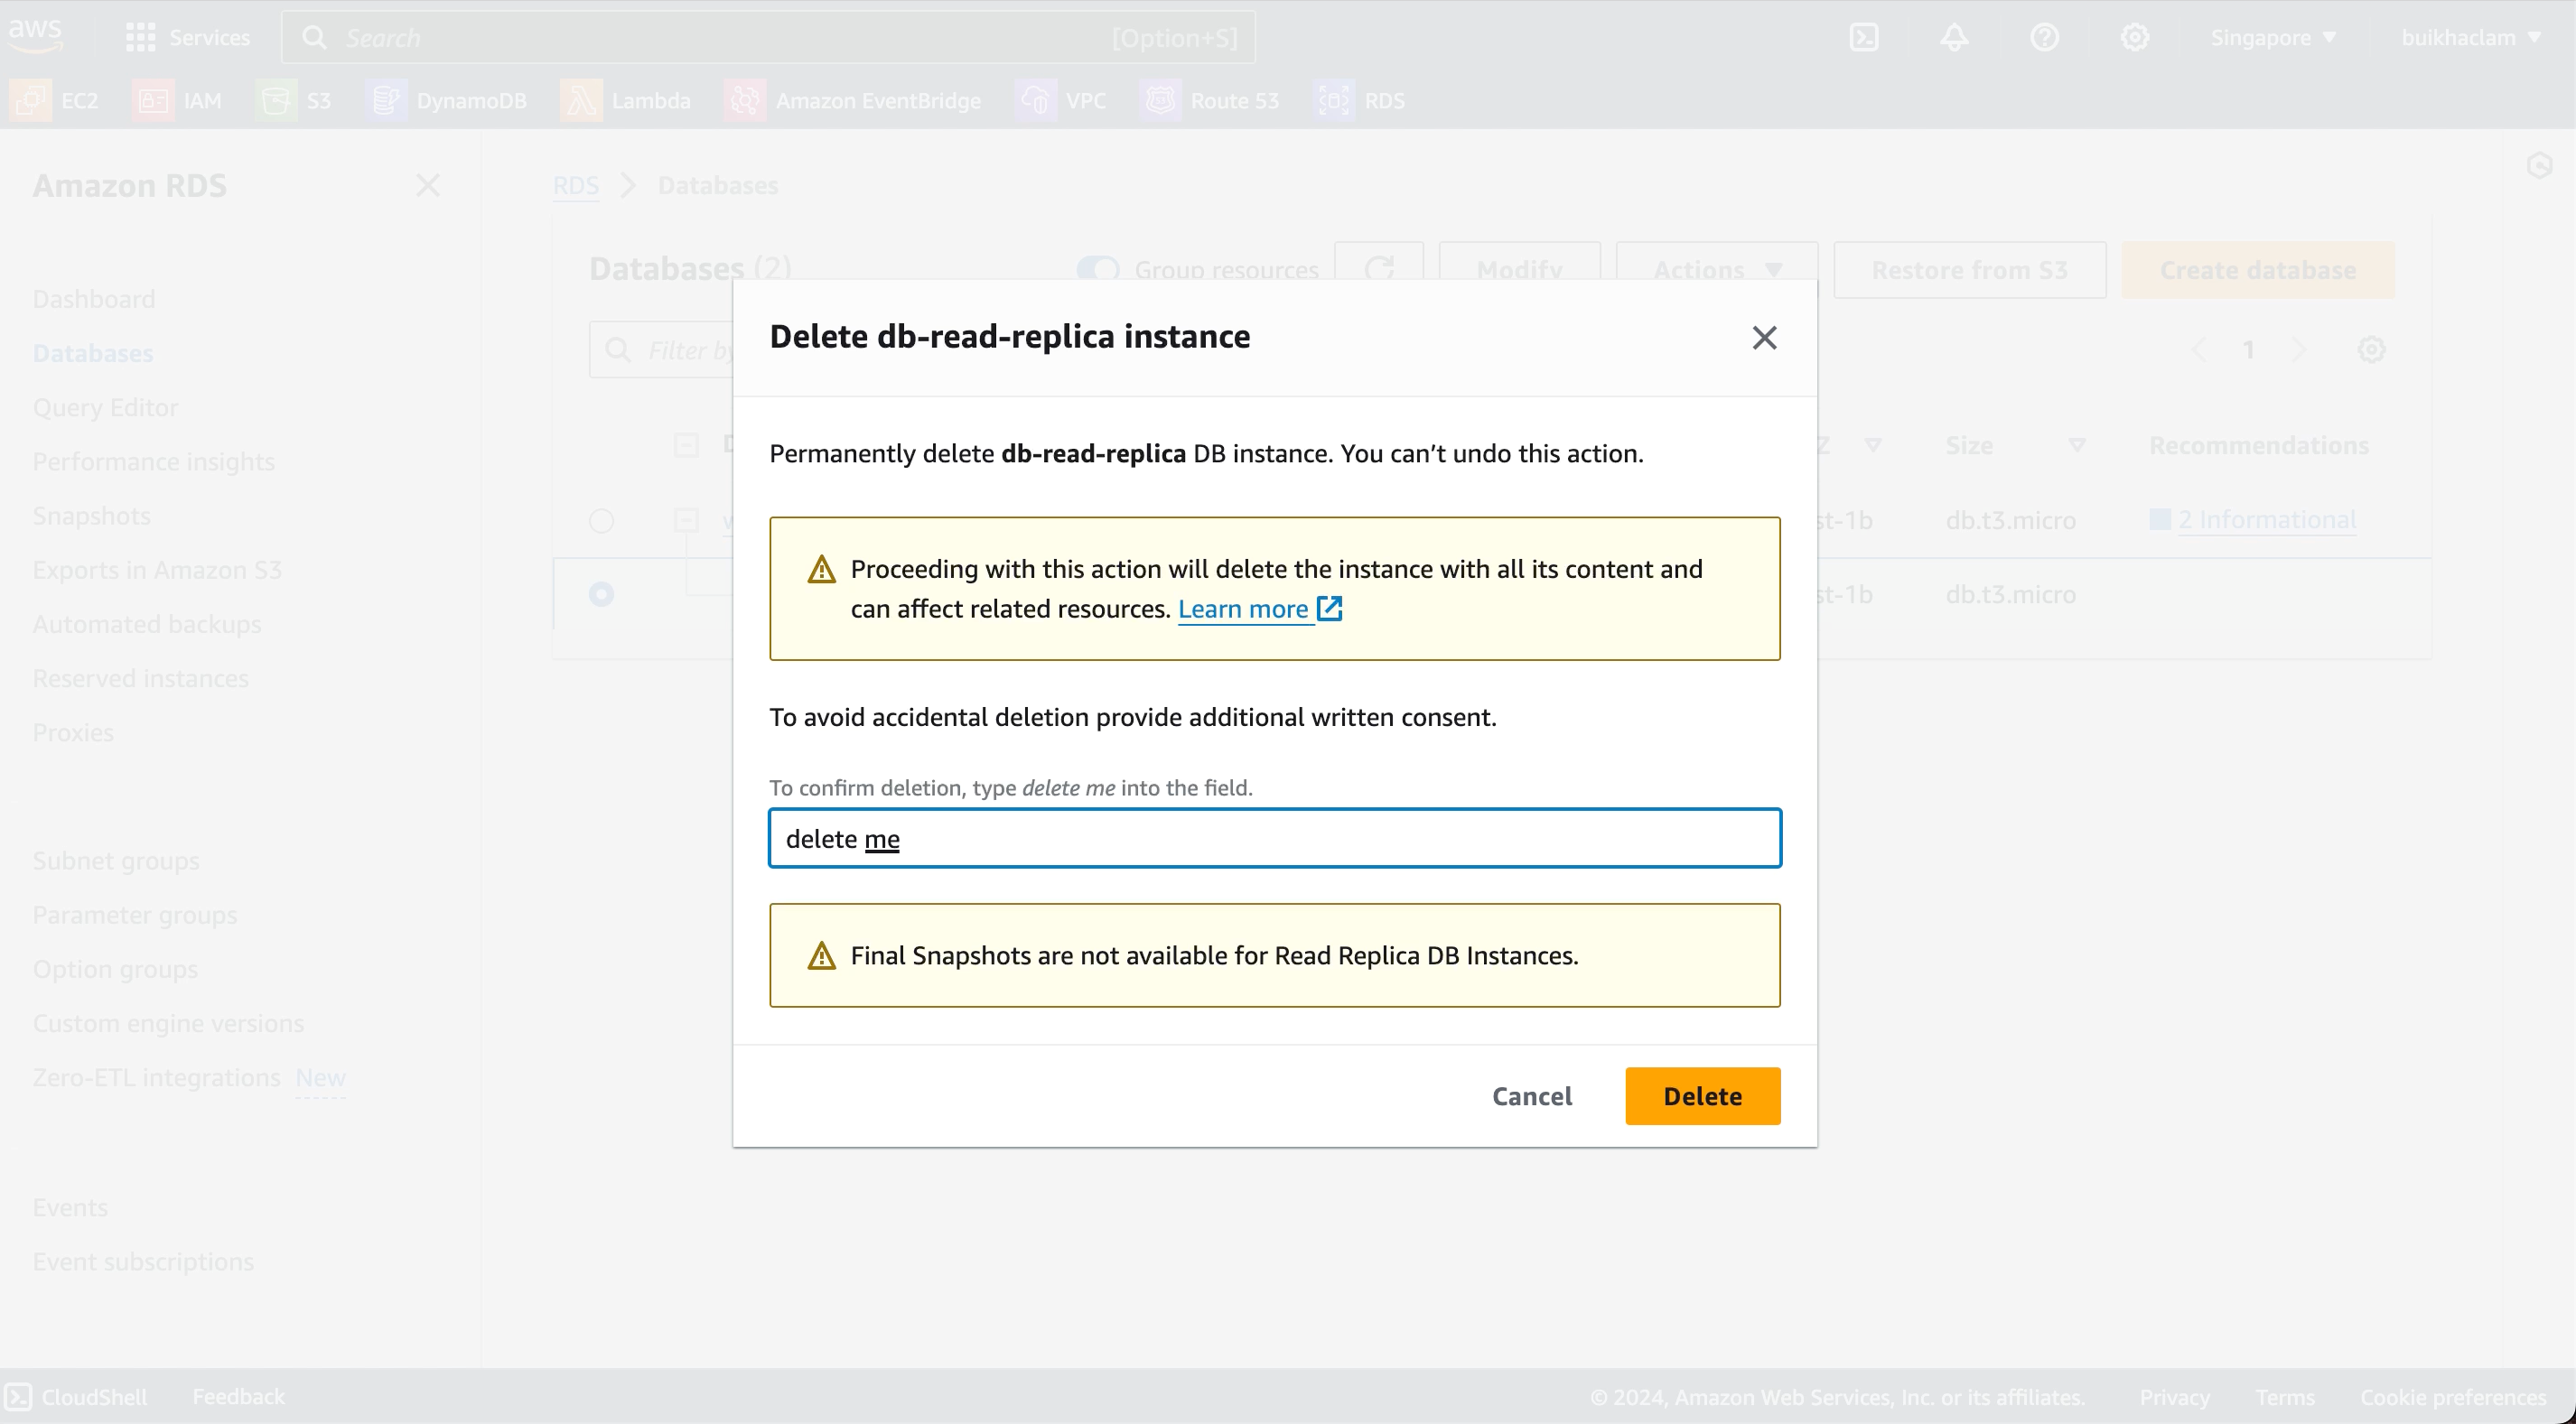 aws
Services
Search
[Option+S]
Singapore
buikhaclam
EC2
IAM
S3
DynamoDB
Lambda
Amazon EventBridge
VPC
Route 53
RDS
Amazon RDS
Dashboard
Databases
Query Editor
Performance insights
Snapshots
Exports in Amazon S3
Automated backups
Reserved instances
Proxies
Subnet groups
Parameter groups
Option groups
Custom engine versions
Zero-ETL integrations New
Events
Event subscriptions
RDS
Databases
Databases (2)
Group resources
Modify
Actions
Restore from S3
Create database
Filter by
1
Size
Recommendations
st-1b
db.t3.micro
2 Informational
st-1b
db.t3.micro
Delete db-read-replica instance
Permanently delete db-read-replica DB instance. You can’t undo this action.
Proceeding with this action will delete the instance with all its content and
can affect related resources. Learn more
To avoid accidental deletion provide additional written consent.
To confirm deletion, type delete me into the field.
delete me
Final Snapshots are not available for Read Replica DB Instances.
Cancel
Delete
CloudShell
Feedback
© 2024, Amazon Web Services, Inc. or its affiliates.
Privacy
Terms
Cookie preferences